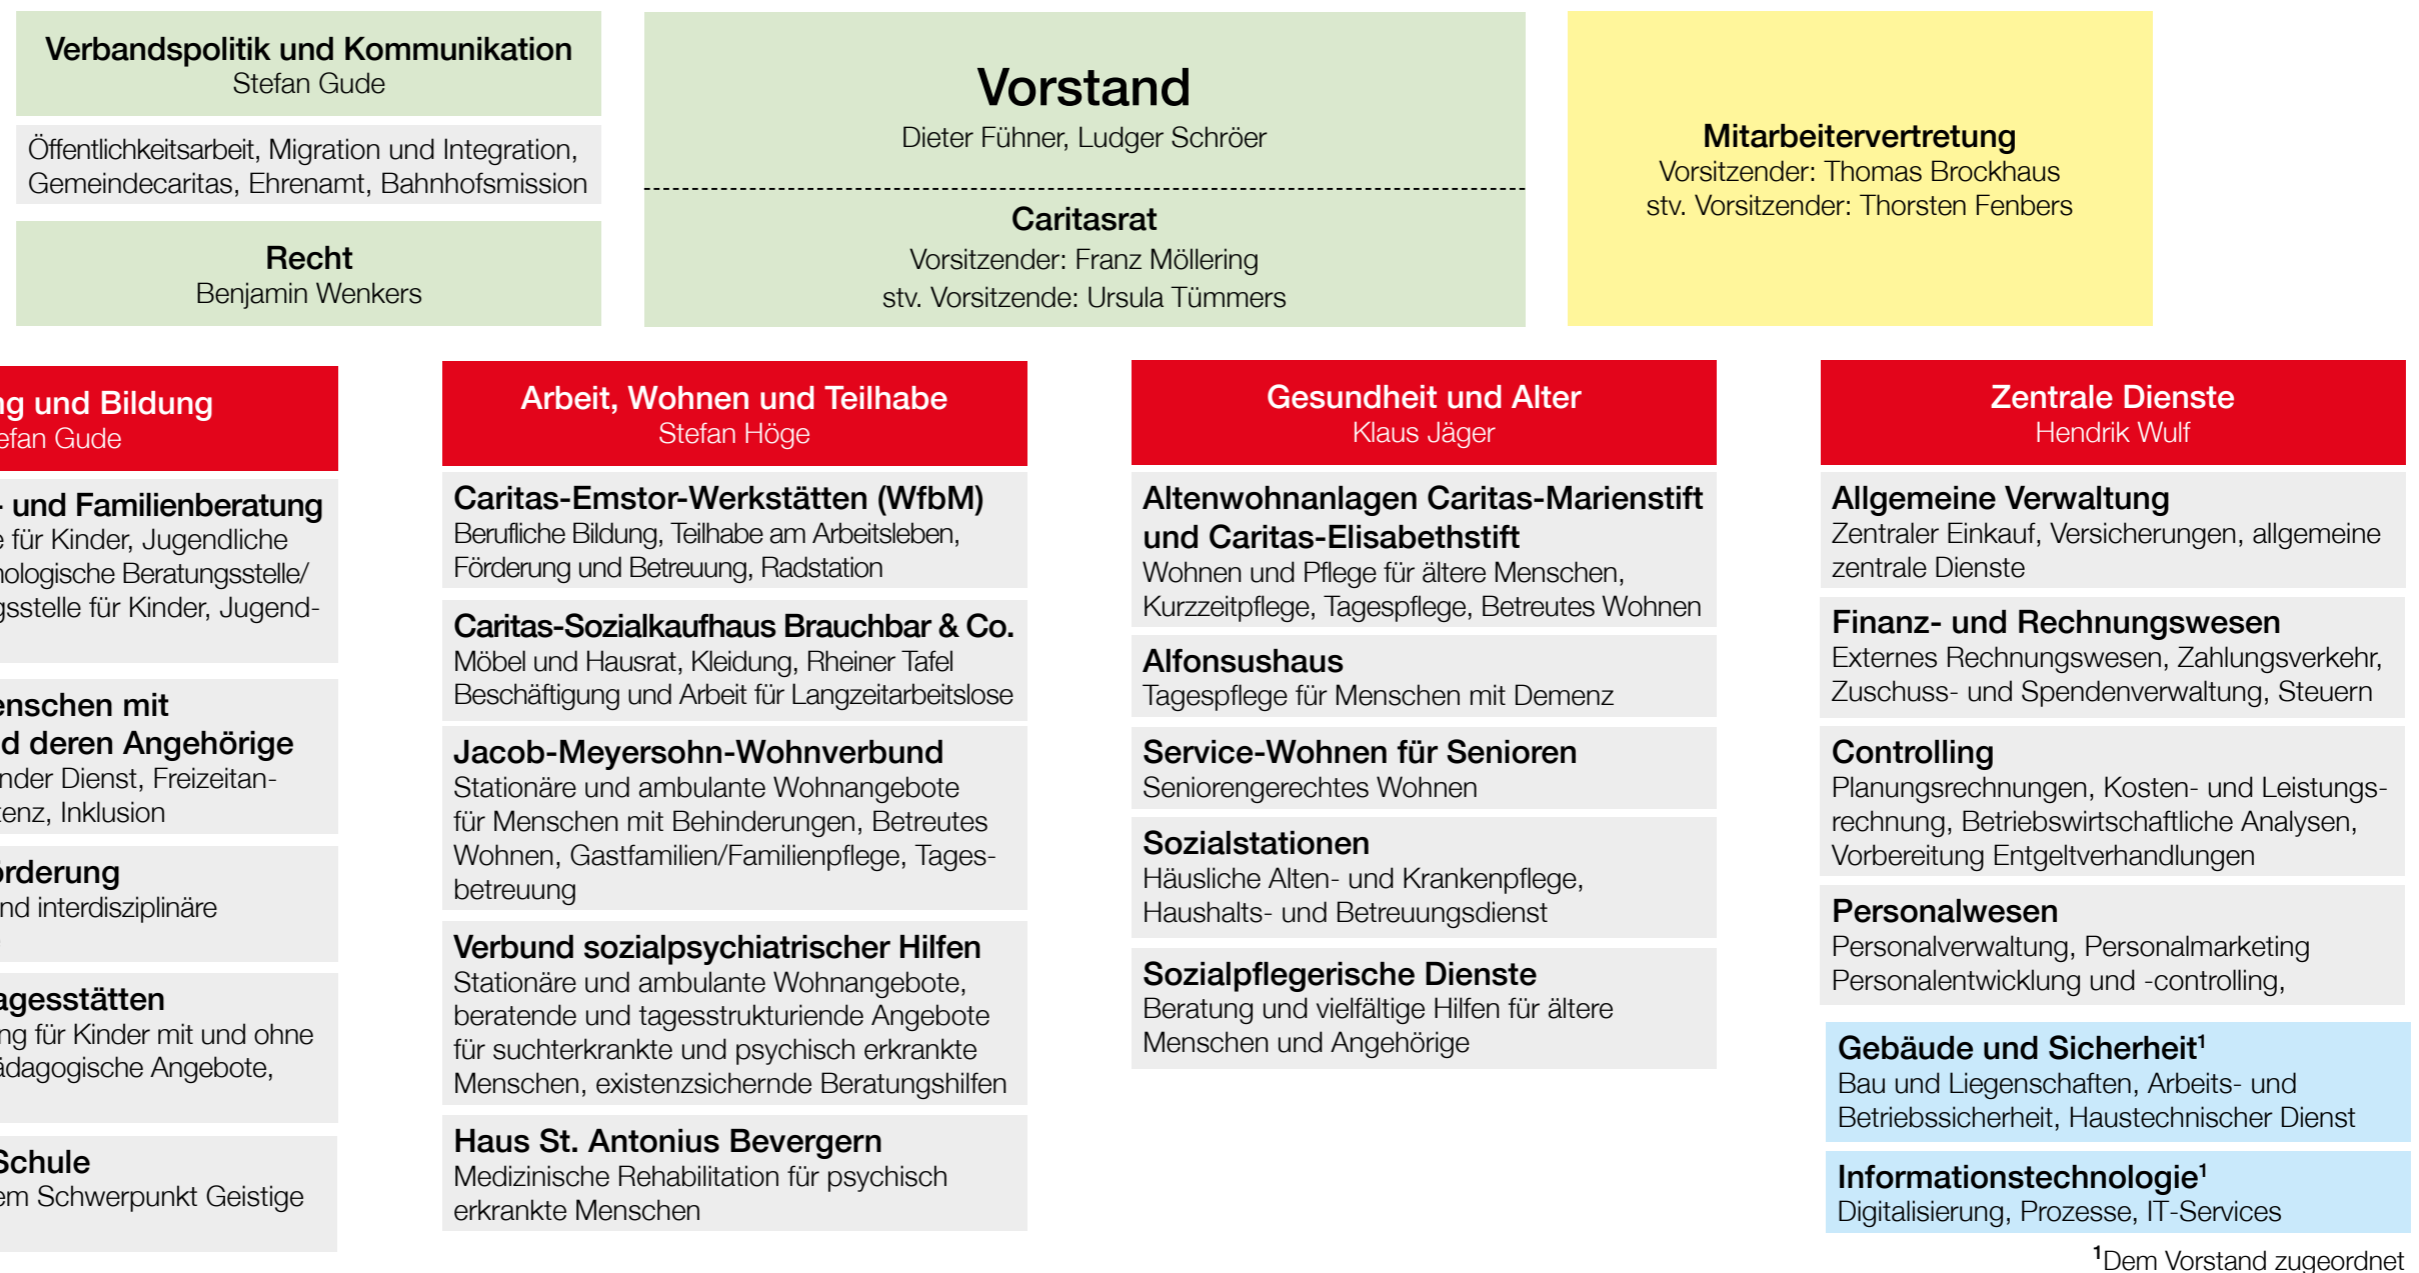 Verbandspolitik und Kommunikation
Stefan Gude
Öffentlichkeitsarbeit, Migration und Integration,
Gemeindecaritas, Ehrenamt, Bahnhofsmission
Recht
Benjamin Wenkers
Vorstand
Dieter Führer, Ludger Schröer
Caritasrat
Vorsitzender: Franz Möllering
stv. Vorsitzende: Ursula Tümmers
Mitarbeitervertretung
Vorsitzender: Thomas Brockhaus
stv. Vorsitzender: Thorsten Fenbers
ng und Bildung
efan Gude
- und Familienberatung
e für Kinder, Jugendliche
nologische Beratungsstelle/
gsstelle für Kinder, Jugend-
enschen mit
d deren Angehörige
nder Dienst, Freizeitan-
enz, Inklusion
örderung
nd interdisziplinäre
agesstätten
ng für Kinder mit und ohne
ädagogische Angebote,
Schule
em Schwerpunkt Geistige
Arbeit, Wohnen und Teilhabe
Stefan Höge
Caritas-Emstor-Werkstätten (WfbM)
Berufliche Bildung, Teilhabe am Arbeitsleben,
Förderung und Betreuung, Radstation
Caritas-Sozialkaufhaus Brauchbar & Co.
Möbel und Hausrat, Kleidung, Rheiner Tafel
Beschäftigung und Arbeit für Langzeitarbeitslose
Jacob-Meyersohn-Wohnverbund
Stationäre und ambulante Wohnangebote
für Menschen mit Behinderungen, Betreutes
Wohnen, Gastfamilien/Familienpflege, Tages-
betreuung
Verbund sozialpsychiatrischer Hilfen
Stationäre und ambulante Wohnangebote,
beratende und tagesstrukturiende Angebote
für suchterkrankte und psychisch erkrankte
Menschen, existenzsichernde Beratungshilfen
Haus St. Antonius Bevergern
Medizinische Rehabilitation für psychisch
erkrankte Menschen
Gesundheit und Alter
Klaus Jäger
Altenwohnanlagen Caritas-Marienstift
und Caritas-Elisabethstift
Wohnen und Pflege für ältere Menschen,
Kurzzeitpflege, Tagespflege, Betreutes Wohnen
Alfonsushaus
Tagespflege für Menschen mit Demenz
Service-Wohnen für Senioren
Seniorengerechtes Wohnen
Sozialstationen
Häusliche Alten- und Krankenpflege,
Haushalts- und Betreuungsdienst
Sozialpflegerische Dienste
Beratung und vielfältige Hilfen für ältere
Menschen und Angehörige
Zentrale Dienste
Hendrik Wulf
Allgemeine Verwaltung
Zentraler Einkauf, Versicherungen, allgemeine
zentrale Dienste
Finanz- und Rechnungswesen
Externes Rechnungswesen, Zahlungsverkehr,
Zuschuss- und Spendenverwaltung, Steuern
Controlling
Planungsrechnungen, Kosten- und Leistungs-
rechnung, Betriebswirtschaftliche Analysen,
Vorbereitung Entgeltverhandlungen
Personalwesen
Personalverwaltung, Personalmarketing
Personalentwicklung und -controlling,
Gebäude und Sicherheit¹
Bau und Liegenschaften, Arbeits- und
Betriebssicherheit, Haustechnischer Dienst
Informationstechnologie¹
Digitalisierung, Prozesse, IT-Services
¹Dem Vorstand zugeordnet